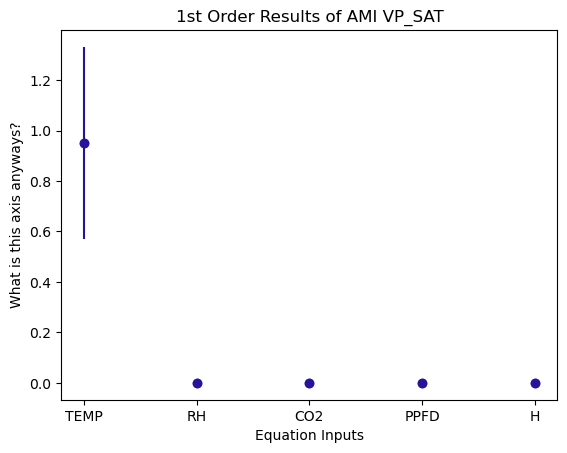 1st Order Results of AMI VP_SAT
What is this axis anyways?
1.2
1.0
0.8
0.6
0.4
0.2
0.0
TEMP RH CO2 PPFD H
Equation Inputs